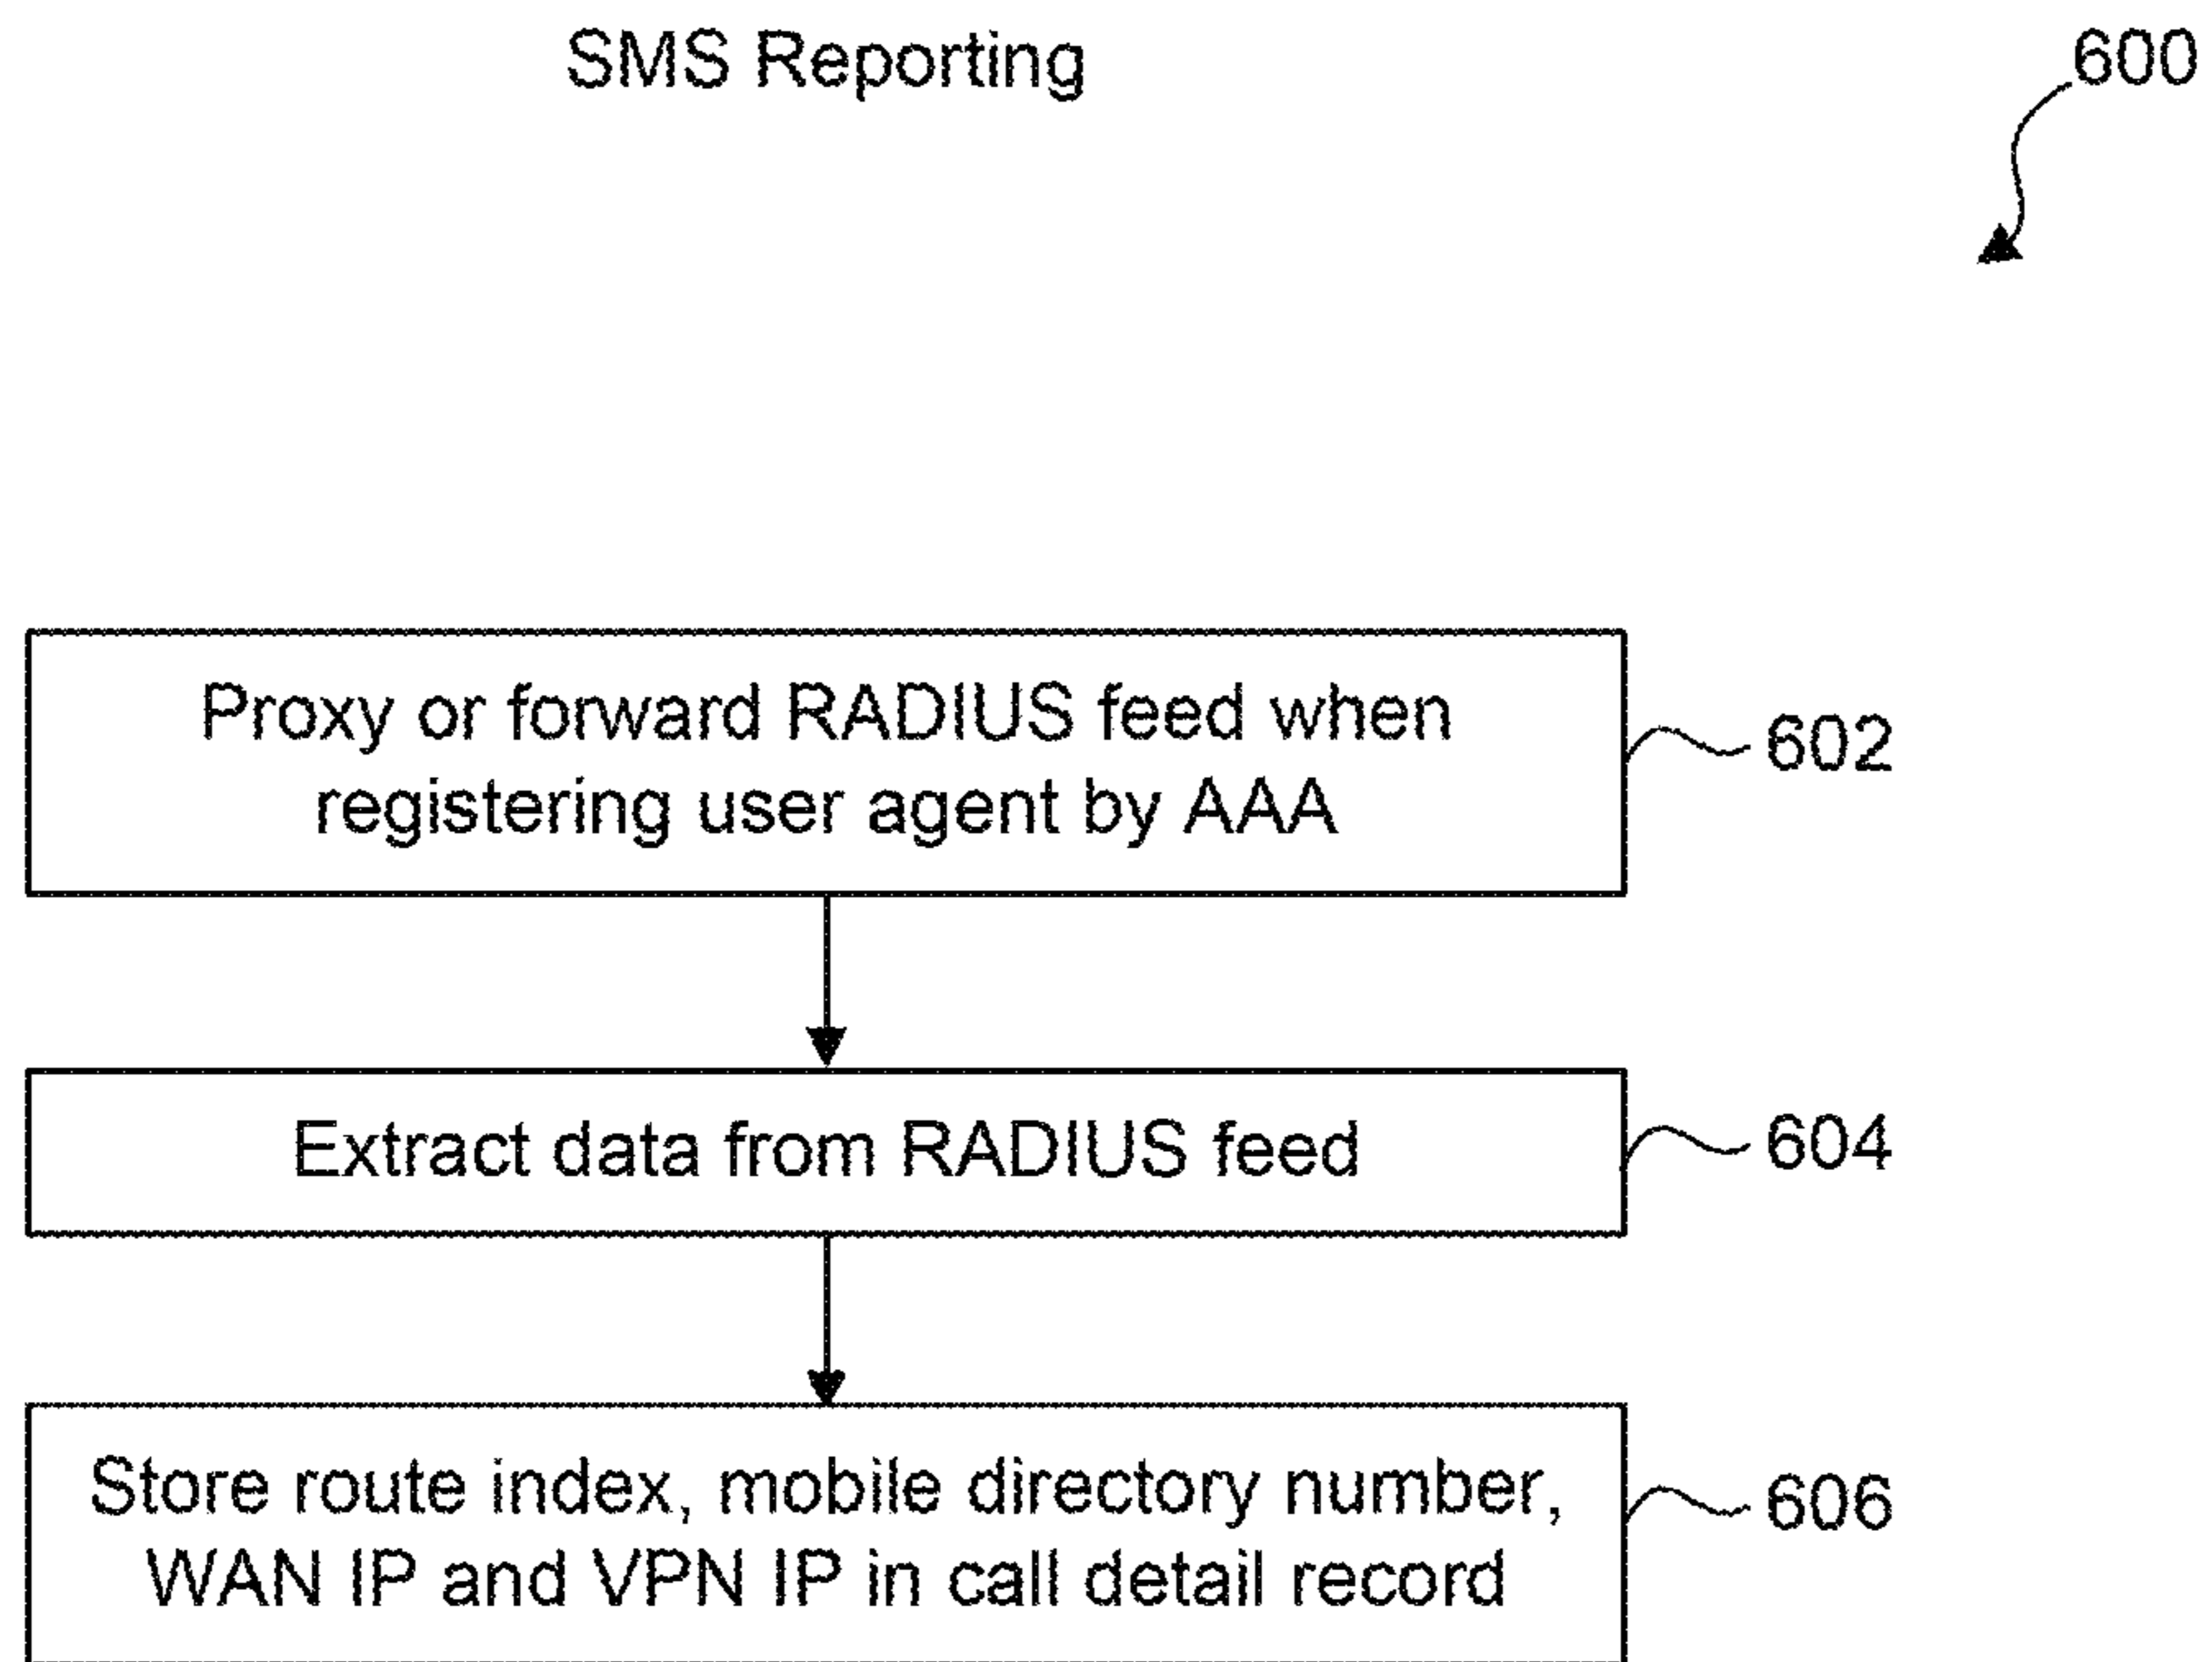 SMS Reporting
600
Proxy or forward RADIUS feed when
registering user agent by AAA
602
Extract data from RADIUS feed
604
Store route index, mobile directory number,
WAN IP and VPN IP in call detail record
606